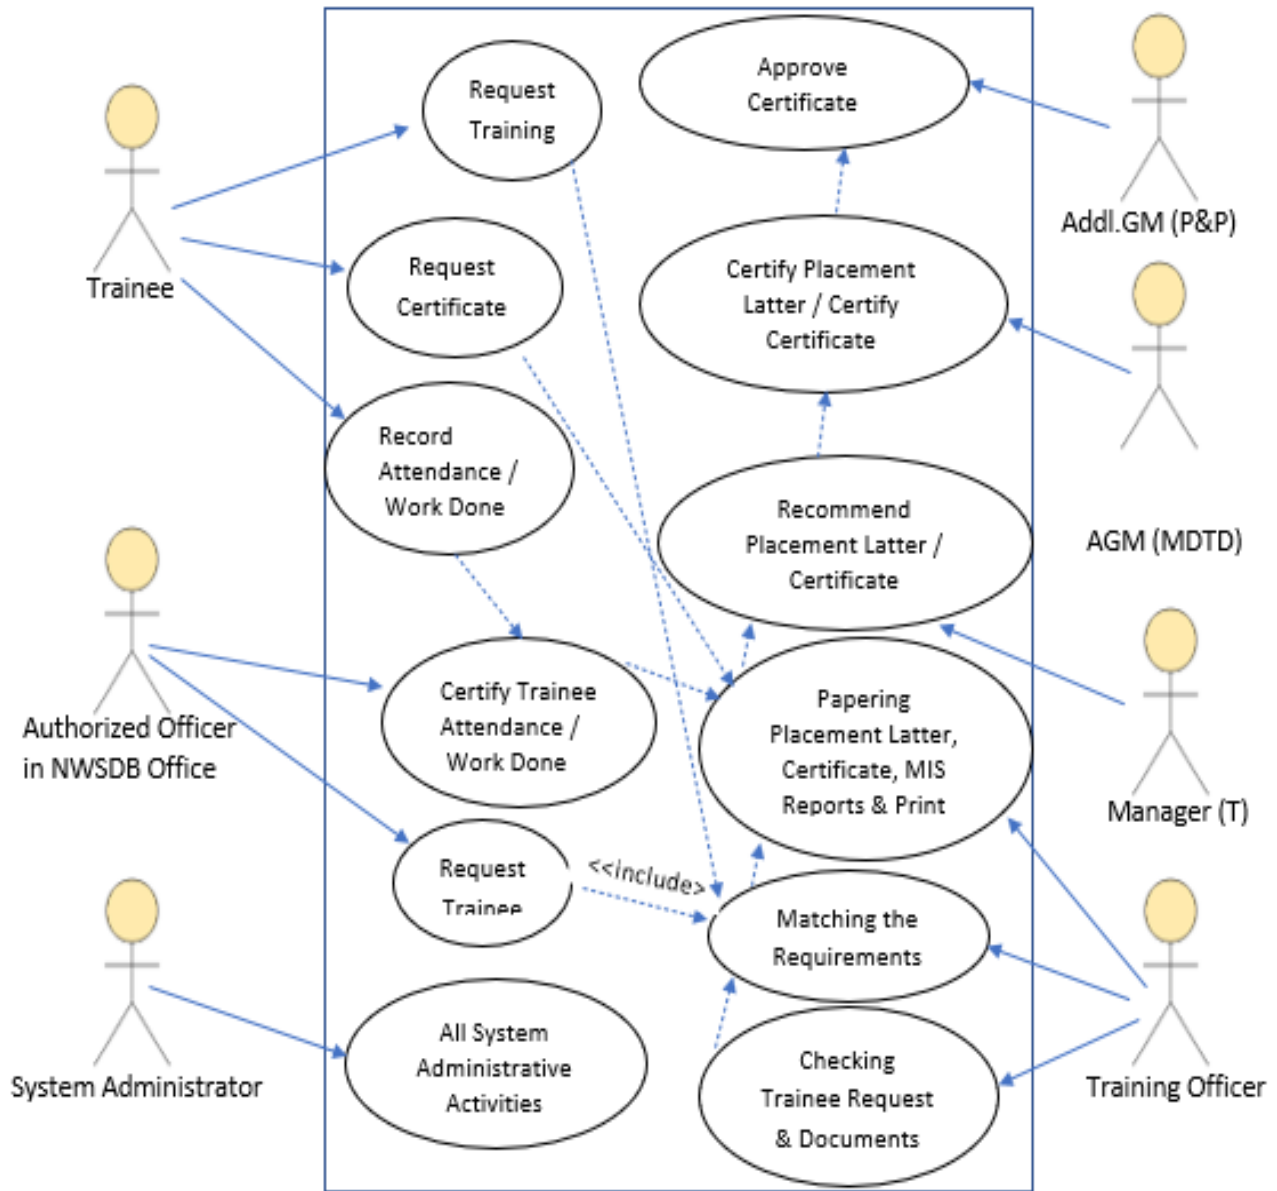 Request
Training
Approve
Certificate
Addl.GM (P&P)
Trainee
Request
Certificate
Certify Placement
Latter / Certify
Certificate
Record
Attendance /
Work Done
Recommend
Placement Latter /
Certificate
AGM (MDTD)
Authorized Officer
in NWSDB Office
Certify Trainee
Attendance /
Work Done
Papering
Placement Latter,
Certificate, MIS
Reports & Print
Manager (T)
Request
Trainee
<<include>
Matching the
Requirements
System Administrator
All System
Administrative
Activities
Checking
Trainee Request
& Documents
Training Officer